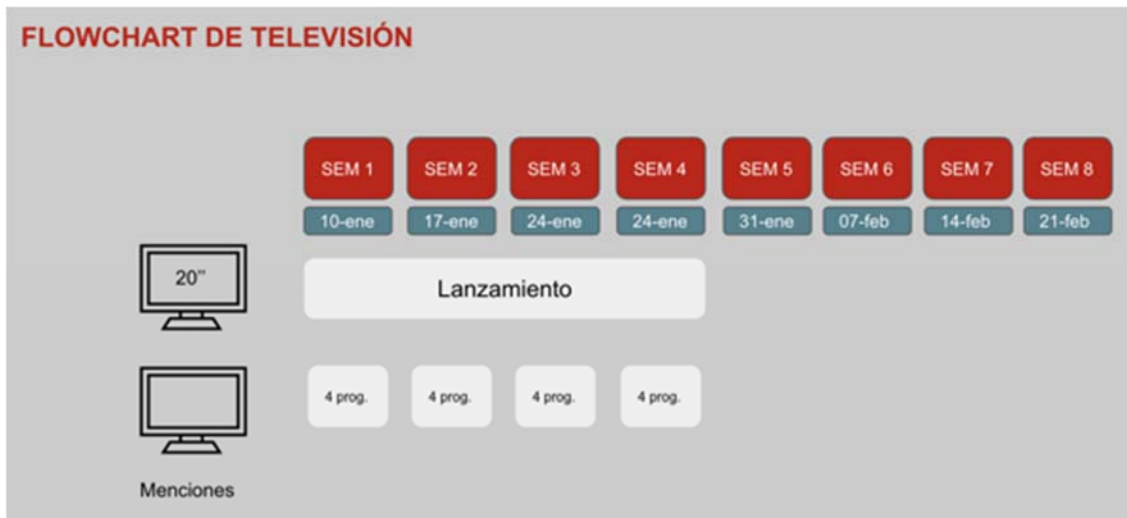 FLOWCHART DE TELEVISIÓN
SEM 1 SEM 2 SEM 3 SEM 4 SEM 5 SEM 6 SEM 7 SEM 8
10-ene 17-ene 24-ene 24-ene 31-ene 07-feb 14-feb 21-feb
20’’ Lanzamiento
4 prog. 4 prog. 4 prog. 4 prog.
Menciones